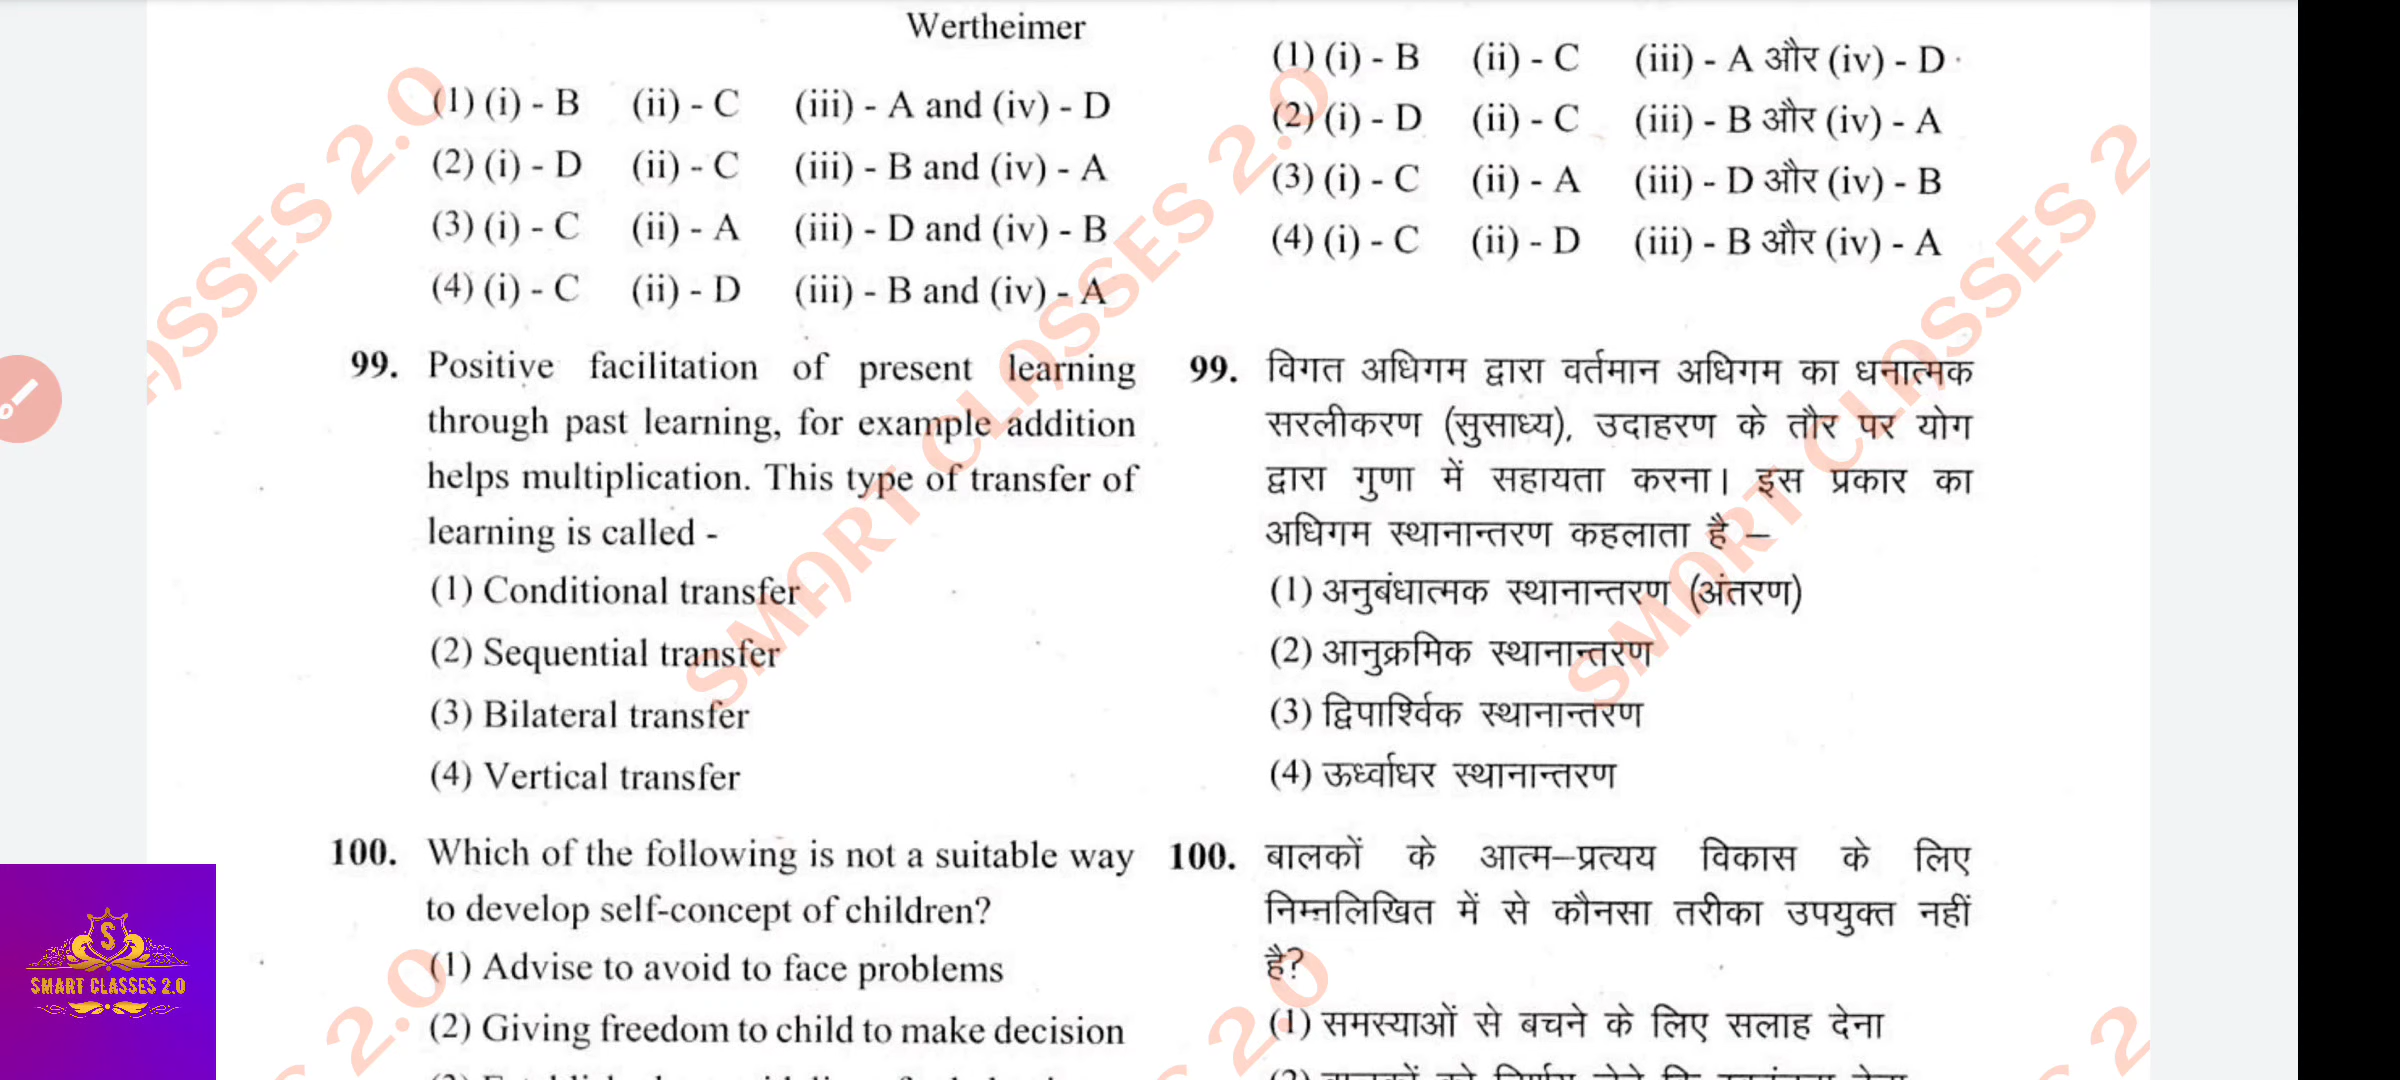 Wertheimer
(1) (i) - B (ii) - C (iii) - A and (iv) - D
(2) (i) - D (ii) - C (iii) - B and (iv) - A
(3) (i) - C (ii) - A (iii) - D and (iv) - B
(4) (i) - C (ii) - D (iii) - B and (iv) - A
99. Positive facilitation of present learning
through past learning, for example addition
helps multiplication. This type of transfer of
learning is called -
(1) Conditional transfer
(2) Sequential transfer
(3) Bilateral transfer
(4) Vertical transfer
100. Which of the following is not a suitable way
to develop self-concept of children?
(1) Advise to avoid to face problems
(2) Giving freedom to child to make decision
(1) (i) - B (ii) - C (iii) - A और (iv) - D
(2) (i) - D (ii) - C (iii) - B और (iv) - A
(3) (i) - C (ii) - A (iii) - D और (iv) - B
(4) (i) - C (ii) - D (iii) - B और (iv) - A
99. विगत अधिगम द्वारा वर्तमान अधिगम का धनात्मक
सरलीकरण (सुसाध्य), उदाहरण के तौर पर योग
द्वारा गुणा में सहायता करना। इस प्रकार का
अधिगम स्थानान्तरण कहलाता है –
(1) अनुबंधात्मक स्थानान्तरण (अंतरण)
(2) आनुक्रमिक स्थानान्तरण
(3) द्विपार्श्विक स्थानान्तरण
(4) ऊर्ध्वाधर स्थानान्तरण
100. बालकों के आत्म–प्रत्यय विकास के लिए
निम्नलिखित में से कौनसा तरीका उपयुक्त नहीं
है?
(1) समस्याओं से बचने के लिए सलाह देना
SMART CLASSES 2.0
SMART CLASSES 2.0
SMART CLASSES 2.0